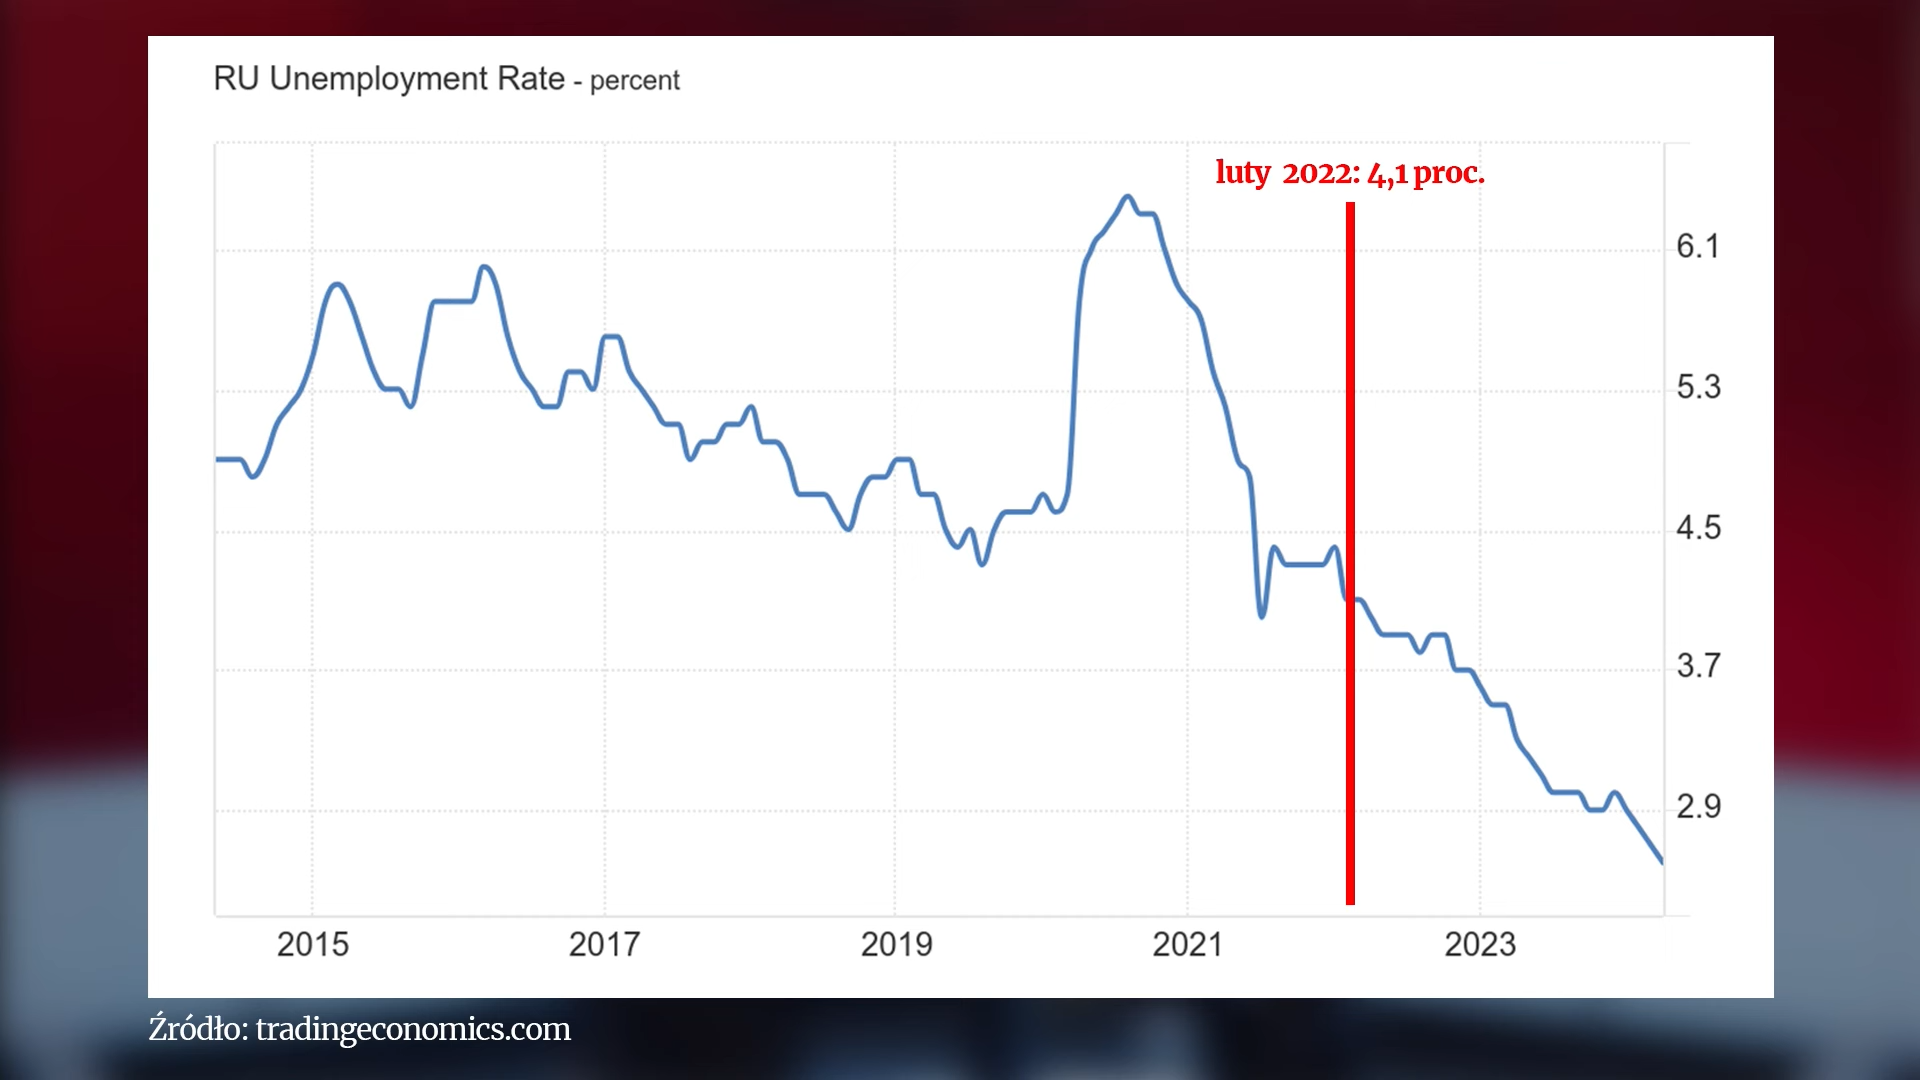 RU Unemployment Rate - percent
luty 2022: 4,1 proc.
6.1
5.3
4.5
3.7
2.9
2015 2017 2019 2021 2023
Źródło: tradingeconomics.com